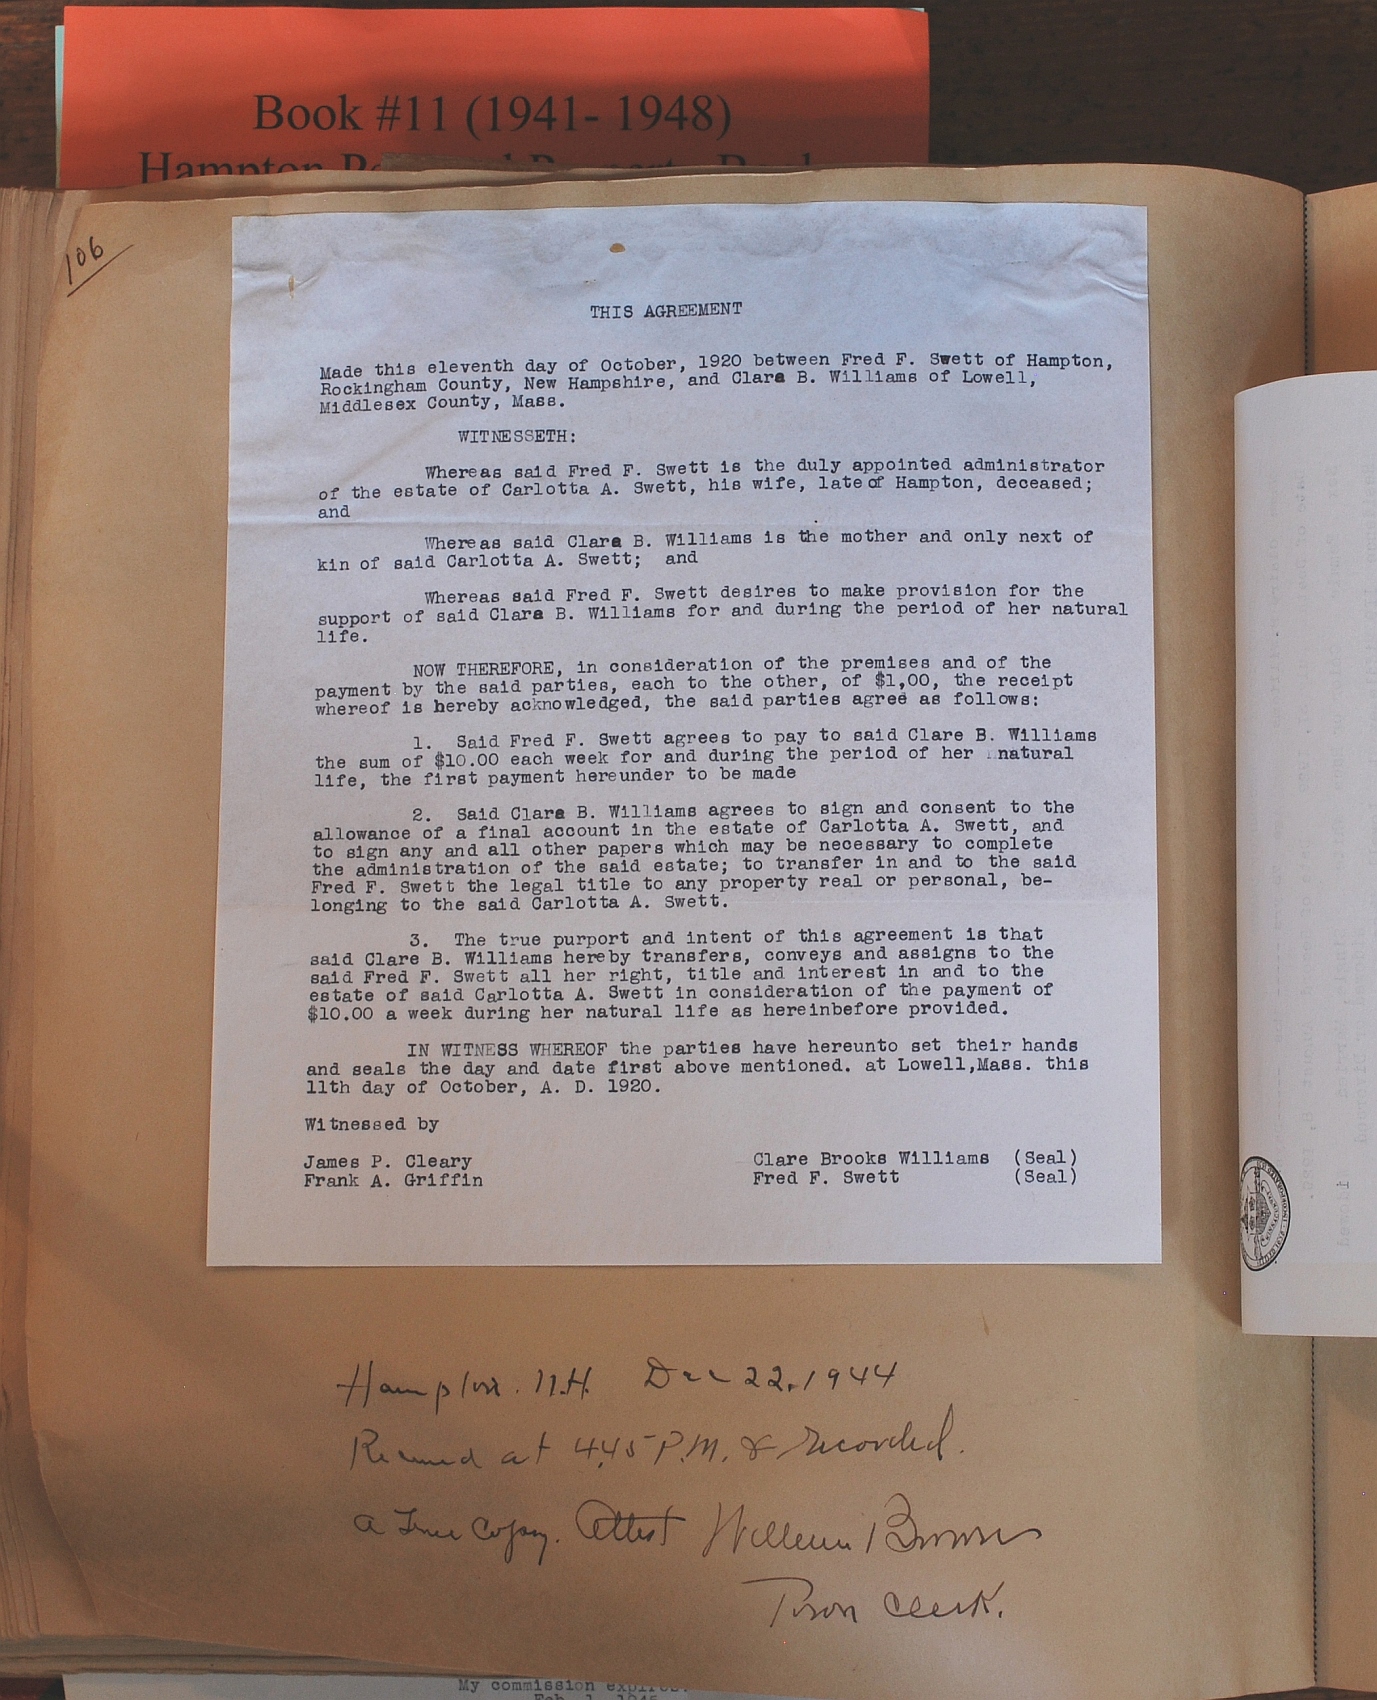 Book #11 (1941- 1948)
Hampton
106
THIS AGREEMENT
Made this eleventh day of October, 1920 between Fred F. Swett of Hampton,
Rockingham County, New Hampshire, and Clare B. Williams of Lowell,
Middlesex County, Mass.
WITNESSETH:
Whereas said Fred F. Swett is the duly appointed administrator
of the estate of Carlotta A. Swett, his wife, late of Hampton, deceased;
and
Whereas said Clare B. Williams is the mother and only next of
kin of said Carlotta A. Swett; and
Whereas said Fred F. Swett desires to make provision for the
support of said Clare B. Williams for and during the period of her natural
life.
NOW THEREFORE, in consideration of the premises and of the
payment by the said parties, each to the other, of $1,00, the receipt
whereof is hereby acknowledged, the said parties agree as follows:
1. Said Fred F. Swett agrees to pay to said Clare B. Williams
the sum of $10.00 each week for and during the period of her natural
life, the first payment hereunder to be made
2. Said Clare B. Williams agrees to sign and consent to the
allowance of a final account in the estate of Carlotta A. Swett, and
to sign any and all other papers which may be necessary to complete
the administration of the said estate; to transfer in and to the said
Fred F. Swett the legal title to any property real or personal, be-
longing to the said Carlotta A. Swett.
3. The true purport and intent of this agreement is that
said Clare B. Williams hereby transfers, conveys and assigns to the
said Fred F. Swett all her right, title and interest in and to the
estate of said Carlotta A. Swett in consideration of the payment of
$10.00 a week during her natural life as hereinbefore provided.
IN WITNESS WHEREOF the parties have hereunto set their hands
and seals the day and date first above mentioned. at Lowell,Mass. this
11th day of October, A. D. 1920.
Witnessed by
James P. Cleary Clare Brooks Williams (Seal)
Frank A. Griffin Fred F. Swett (Seal)
Hampton. N.H. Dec 22, 1944
Received at 4.45 P.M. & recorded.
a True Copy. Attest William Brown
Town Clerk.
My commission expires:
Feb. 1, 1945